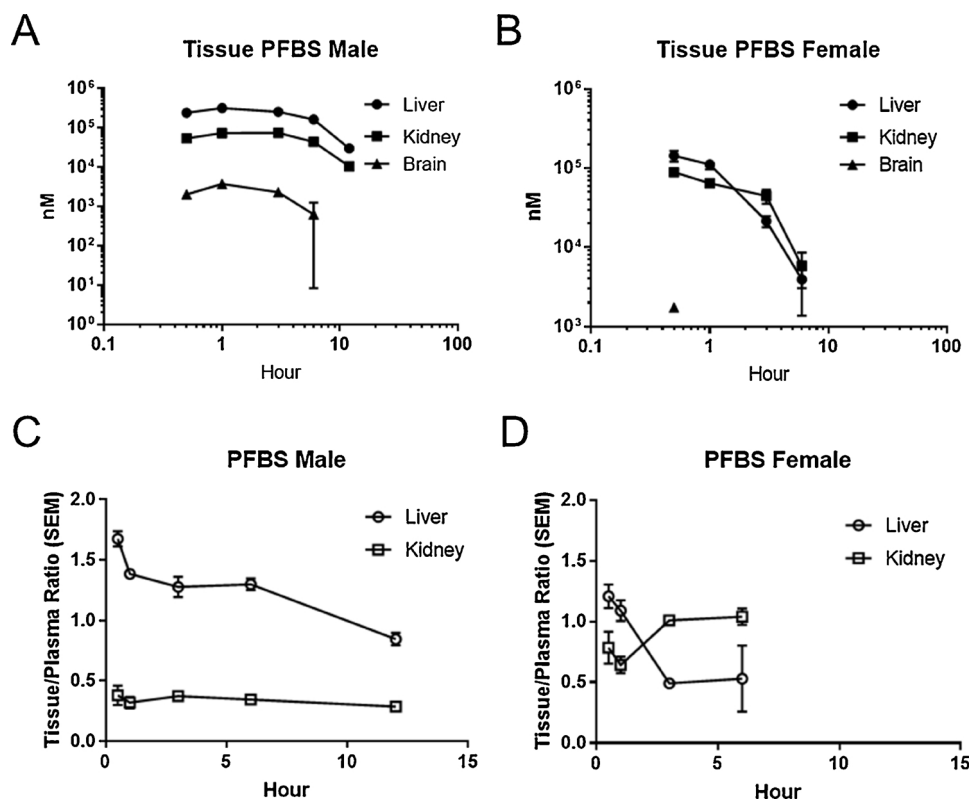 A
Tissue PFBS Male
10⁶
10⁵
10⁴
10³
10²
10¹
10⁰
nM
0.1
1
10
100
Hour
Liver
Kidney
Brain
B
Tissue PFBS Female
10⁶
10⁵
10⁴
10³
nM
0.1
1
10
100
Hour
Liver
Kidney
Brain
C
PFBS Male
Tissue/Plasma Ratio (SEM)
2.0
1.5
1.0
0.5
0.0
0
5
10
15
Hour
Liver
Kidney
D
PFBS Female
Tissue/Plasma Ratio (SEM)
2.0
1.5
1.0
0.5
0.0
0
5
10
15
Hour
Liver
Kidney